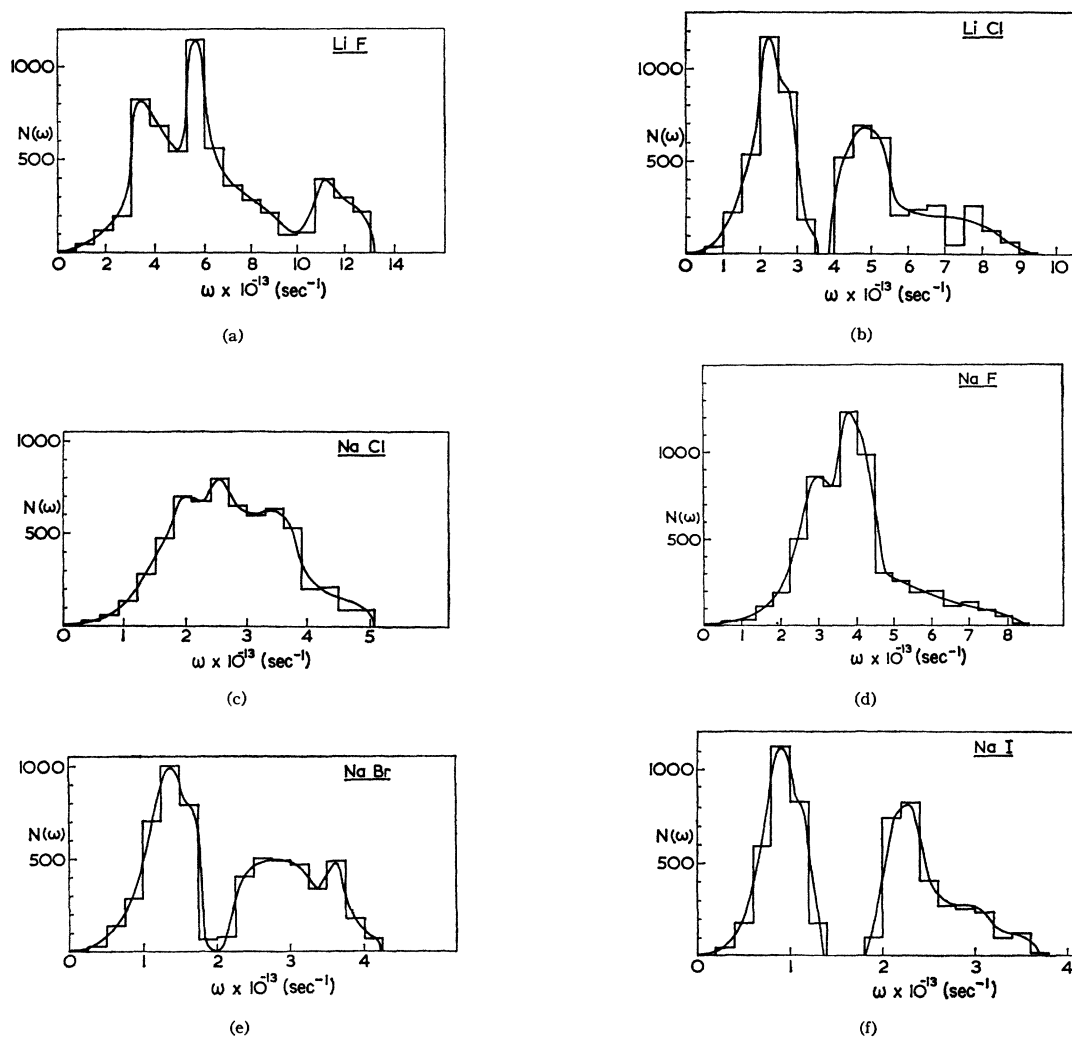 Li F
1000
N(ω)
500
0 2 4 6 8 10 12 14
ω x 10⁻¹³ (sec⁻¹)
(a)
Li Cl
1000
N(ω)
500
0 1 2 3 4 5 6 7 8 9 10
ω x 10⁻¹³ (sec⁻¹)
(b)
Na Cl
1000
N(ω)
500
0 1 2 3 4 5
ω x 10⁻¹³ (sec⁻¹)
(c)
Na F
1000
N(ω)
500
0 1 2 3 4 5 6 7 8
ω x 10⁻¹³ (sec⁻¹)
(d)
Na Br
1000
N(ω)
500
0 1 2 3 4
ω x 10⁻¹³ (sec⁻¹)
(e)
Na I
1000
N(ω)
500
0 1 2 3 4
ω x 10⁻¹³ (sec⁻¹)
(f)